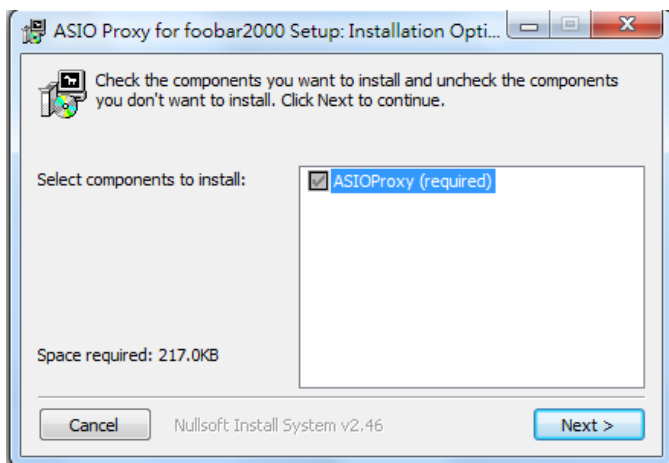 ASIO Proxy for foobar2000 Setup: Installation Opti...
Check the components you want to install and uncheck the components
you don't want to install. Click Next to continue.
Select components to install:
ASIOProxy (required)
Space required: 217.0KB
Cancel
Nullsoft Install System v2.46
Next >